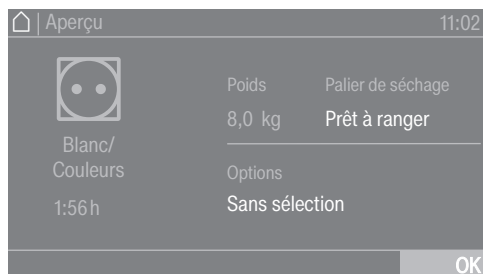 Aperçu 11:02
Poids Palier de séchage
8,0 kg Prêt à ranger
Blanc/
Couleurs
Options
1:56 h Sans sélection
OK